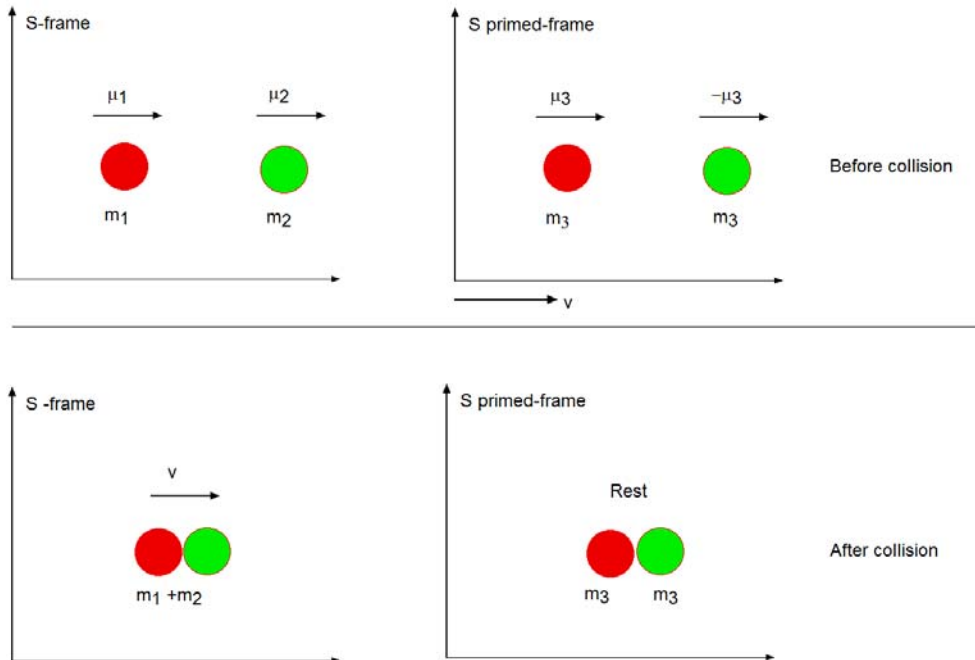 S-frame
S primed-frame
μ1
μ2
μ3
−μ3
Before collision
m1
m2
m3
m3
v
S -frame
S primed-frame
v
Rest
After collision
m1 +m2
m3
m3